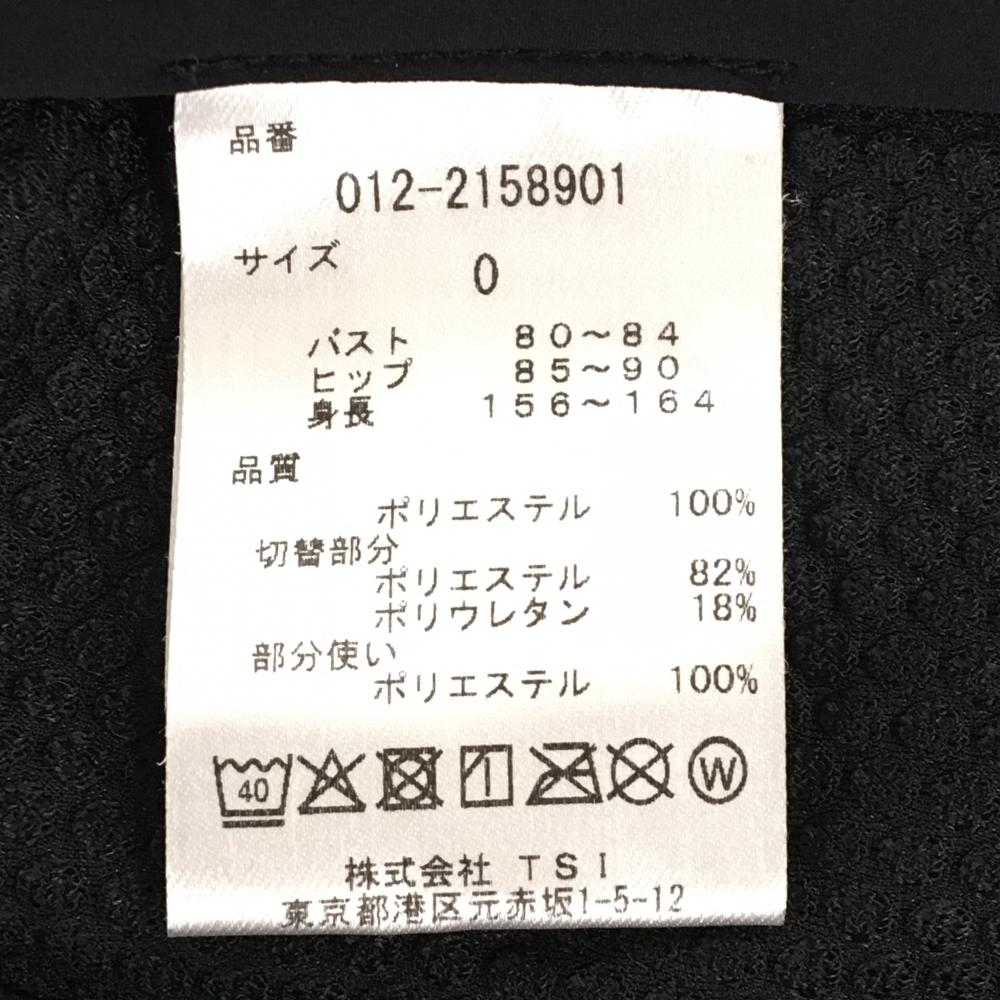 品番
012-2158901
サイズ 0
バスト 80～84
ヒップ 85～90
身長 156～164
品質
ポリエステル 100%
切替部分
ポリエステル 82%
ポリウレタン 18%
部分使い
ポリエステル 100%
40 W
株式会社 TSI
東京都港区元赤坂1-5-12